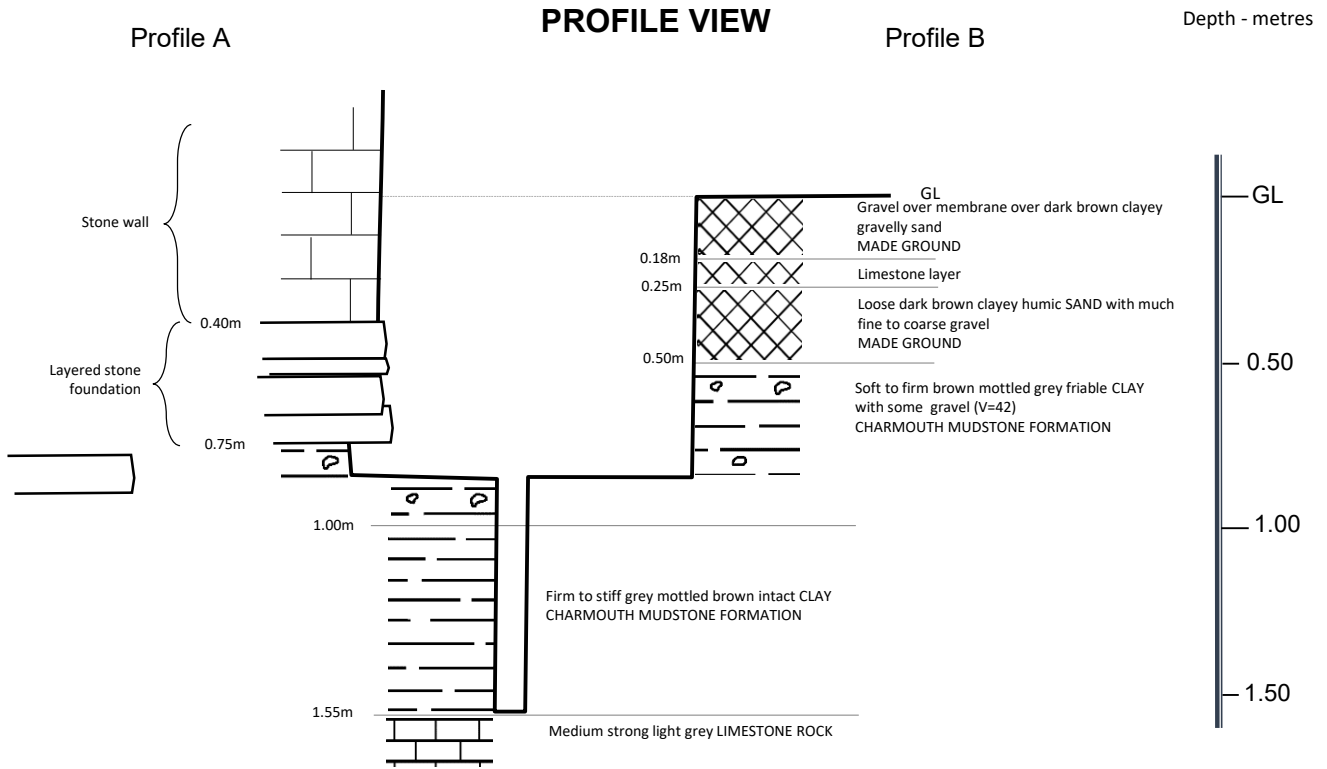 PROFILE VIEW
Depth - metres
Profile A
Profile B
Stone wall
0.40m
Layered stone
foundation
0.75m
GL
Gravel over membrane over dark brown clayey
gravelly sand
MADE GROUND
0.18m
Limestone layer
0.25m
Loose dark brown clayey humic SAND with much
fine to coarse gravel
MADE GROUND
0.50m
Soft to firm brown mottled grey friable CLAY
with some gravel (V=42)
CHARMOUTH MUDSTONE FORMATION
1.00m
Firm to stiff grey mottled brown intact CLAY
CHARMOUTH MUDSTONE FORMATION
1.55m
Medium strong light grey LIMESTONE ROCK
GL
0.50
1.00
1.50